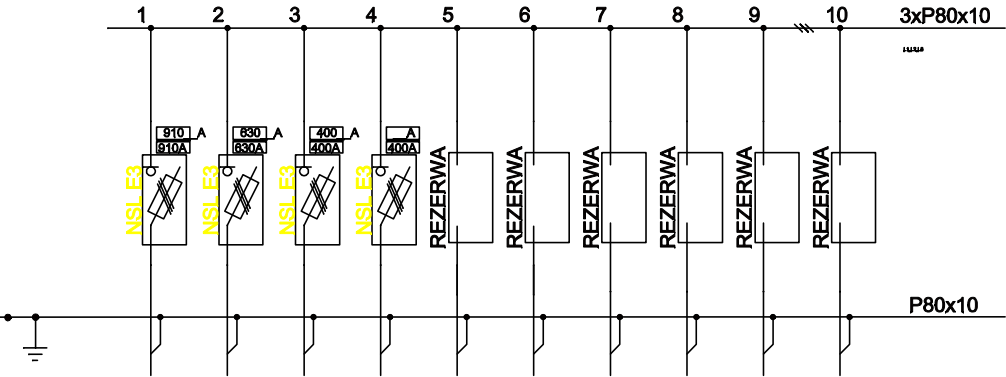 1 2 3 4 5 6 7 8 9 10 3xP80x10
910 A 630 A 400 A A
910A 630A 400A 400A
NSL E3 NSL E3 NSL E3 NSL E3 REZERWA REZERWA REZERWA REZERWA REZERWA REZERWA
P80x10